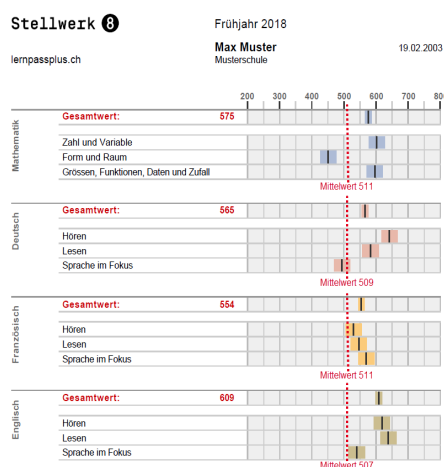 Stellwerk 8
Frühjahr 2018
Max Muster 19.02.2003
lernpassplus.ch Musterschule
200 300 400 500 600 700 80
Mathematik
Gesamtwert: 575
Zahl und Variable
Form und Raum
Grössen, Funktionen, Daten und Zufall
Mittelwert 511
Deutsch
Gesamtwert: 565
Hören
Lesen
Sprache im Fokus
Mittelwert 509
Französisch
Gesamtwert: 554
Hören
Lesen
Sprache im Fokus
Mittelwert 511
Englisch
Gesamtwert: 609
Hören
Lesen
Sprache im Fokus
Mittelwert 507